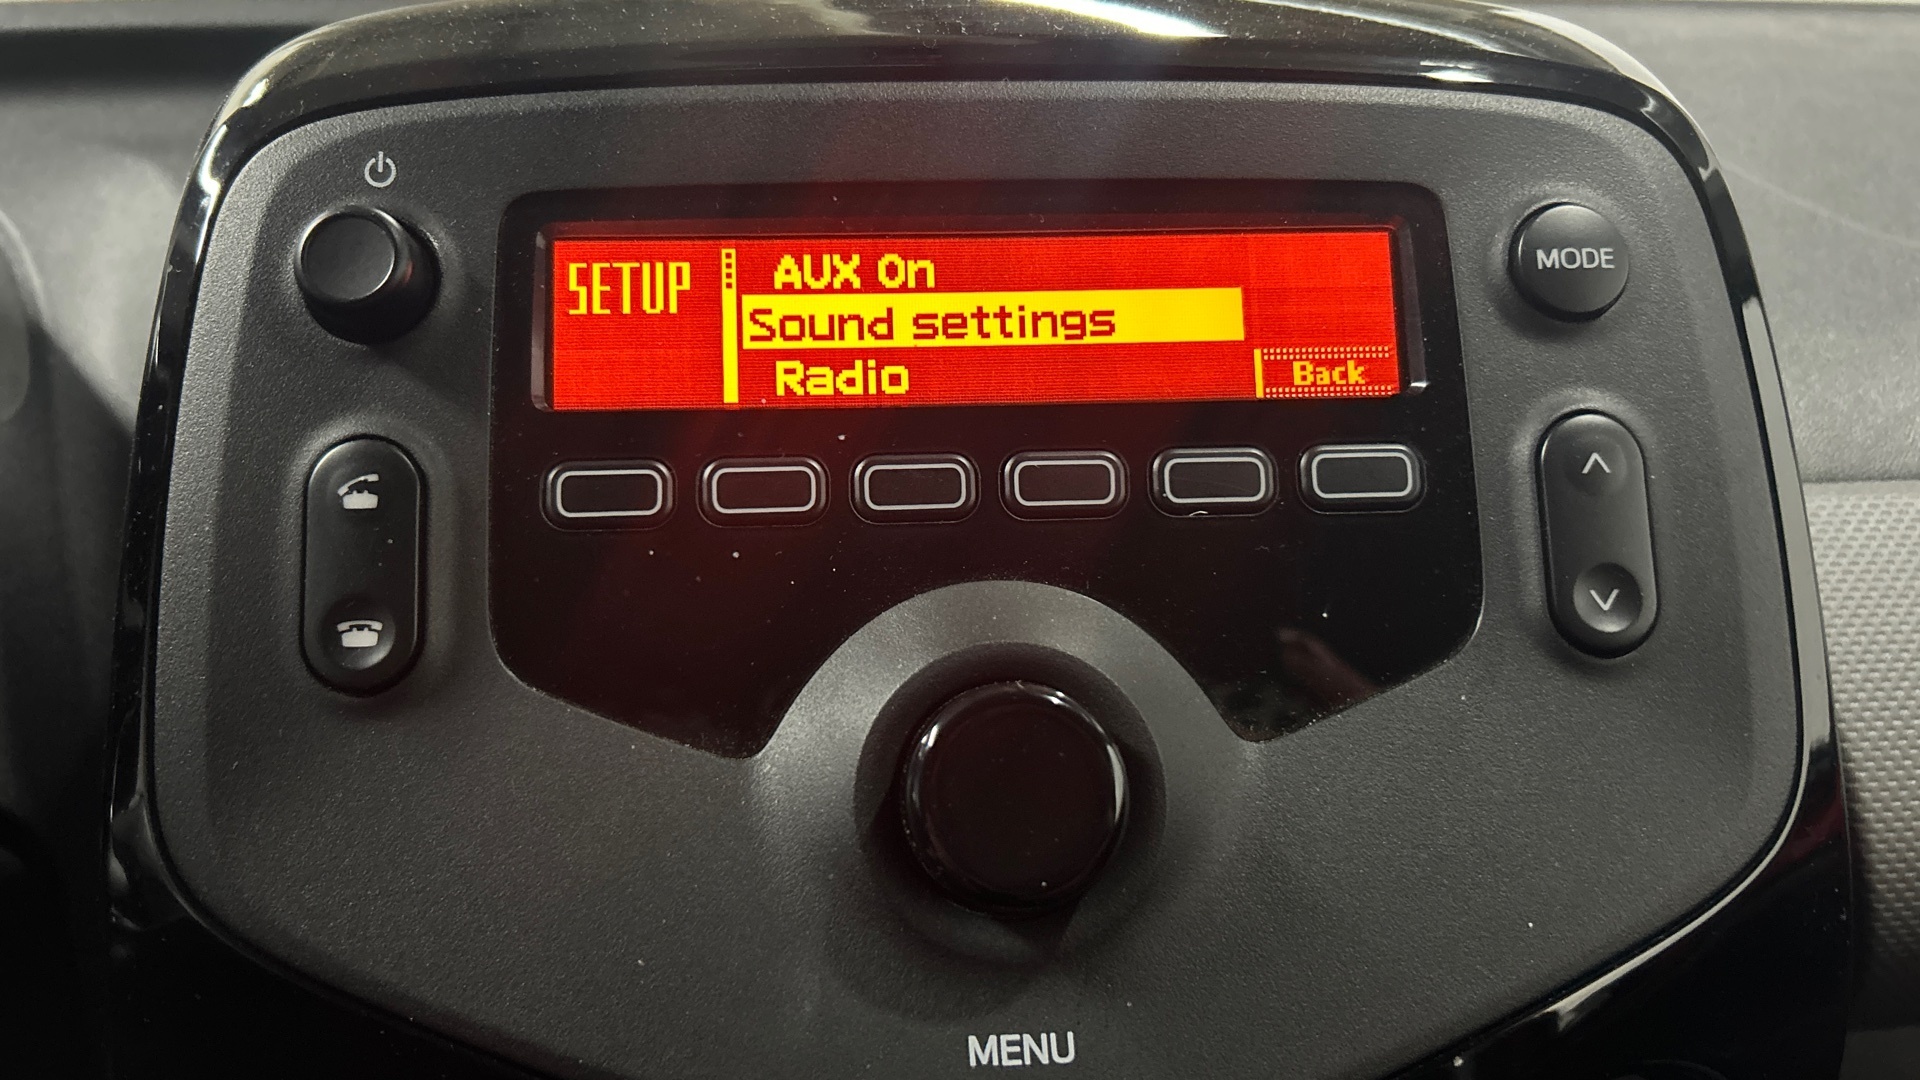 SETUP
AUX On
Sound settings
Radio
Back
MODE
MENU